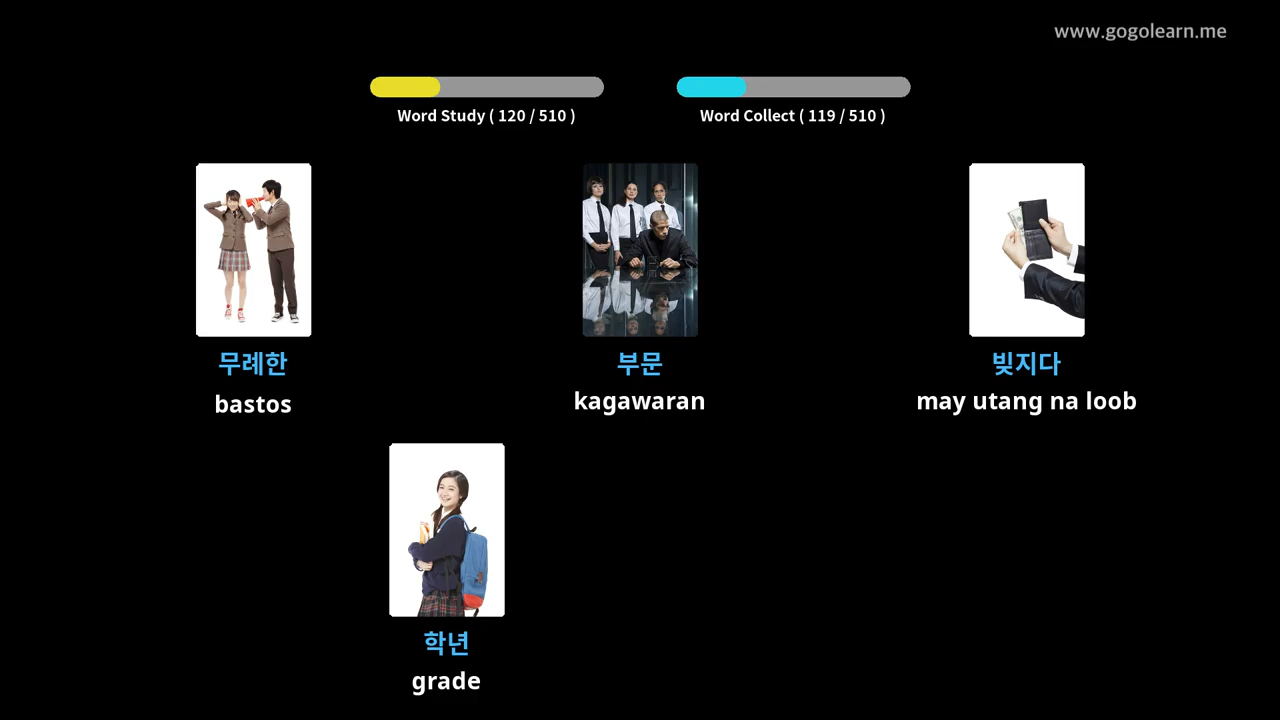 www.gogolearn.me
Word Study ( 120 / 510 )
Word Collect ( 119 / 510 )
무례한
부문
빚지다
bastos
kagawaran
may utang na loob
학년
grade